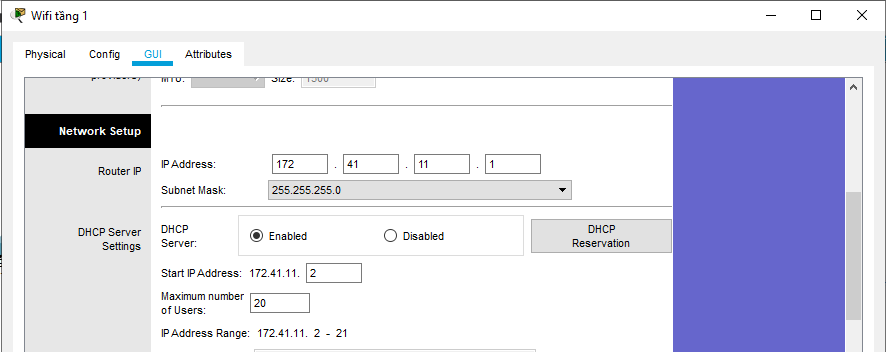 Wifi tầng 1
Physical Config GUI Attributes
MTU: Size: 1500
Network Setup
Router IP
IP Address: 172 . 41 . 11 . 1
Subnet Mask: 255.255.255.0
DHCP Server
Settings
DHCP
Server:
Enabled Disabled
DHCP
Reservation
Start IP Address: 172.41.11. 2
Maximum number
of Users:
20
IP Address Range: 172.41.11. 2 - 21